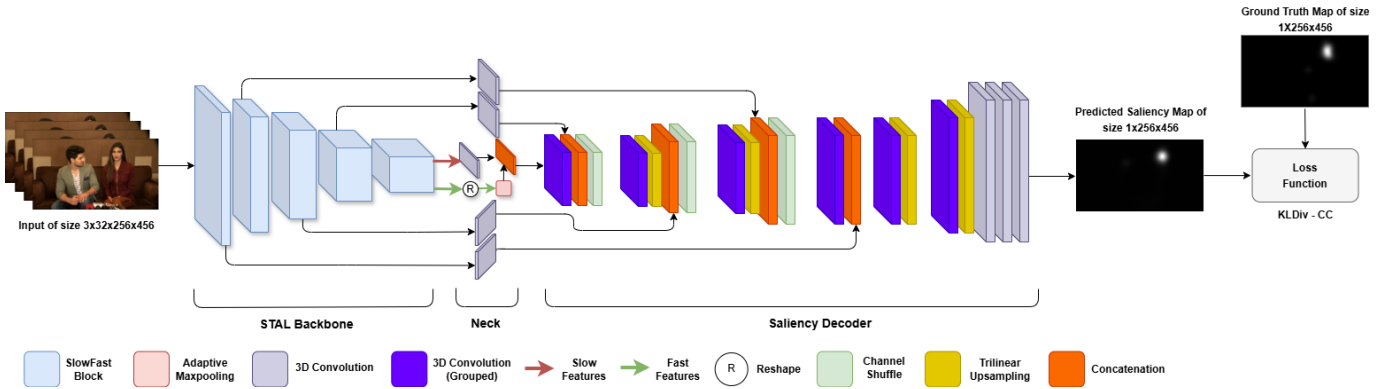 Ground Truth Map of size
1X256x456
Predicted Saliency Map of
size 1x256x456
Input of size 3x32x256x456
R
Loss
Function
KLDiv - CC
STAL Backbone
Neck
Saliency Decoder
SlowFast
Block
Adaptive
Maxpooling
3D Convolution
3D Convolution
(Grouped)
Slow
Features
Fast
Features
R
Reshape
Channel
Shuffle
Trilinear
Upsampling
Concatenation